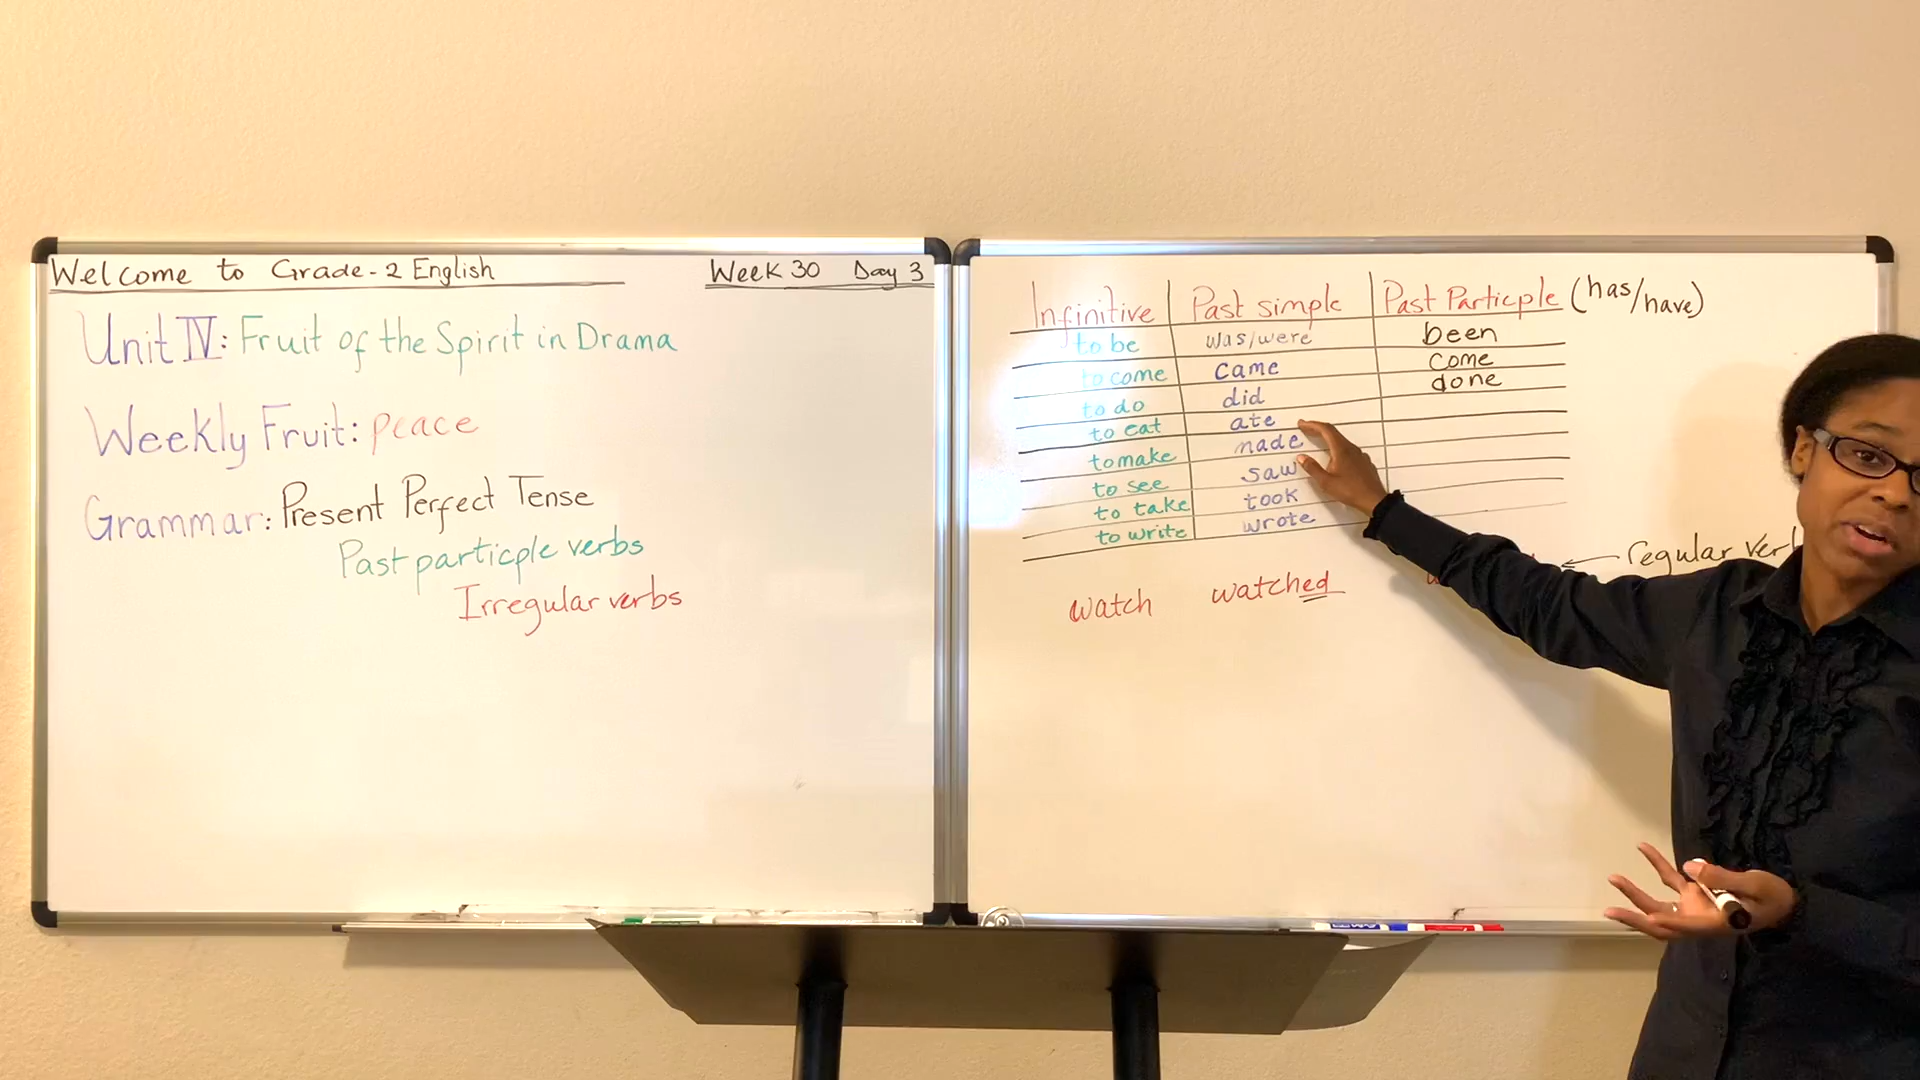 Welcome to Grade-2 English Week 30 Day 3
Unit IV: Fruit of the Spirit in Drama
Weekly Fruit: peace
Grammar: Present Perfect Tense
Past particple verbs
Irregular verbs
Infinitive Past simple Past Particple (has/have)
to be was/were been
to come came come
to do did done
to eat ate
to make made
to see saw
to take took
to write wrote
regular
watch watched